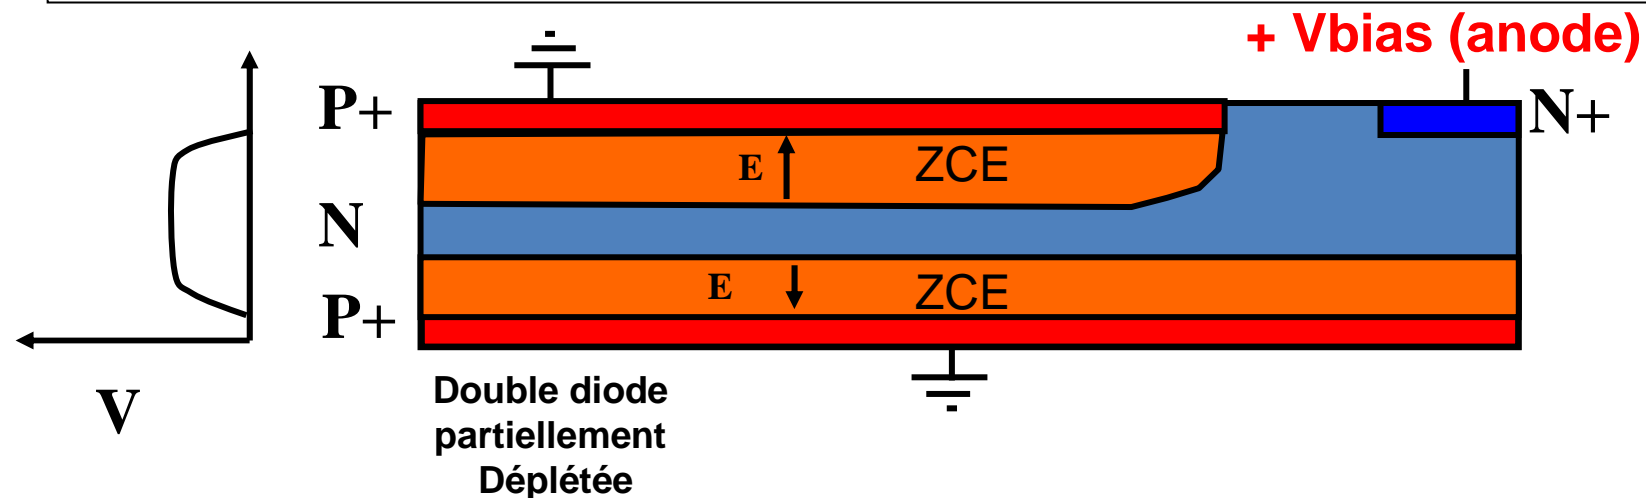 + Vbias (anode)
P+
N+
E
ZCE
N
E
ZCE
P+
V
Double diode
partiellement
Déplétée